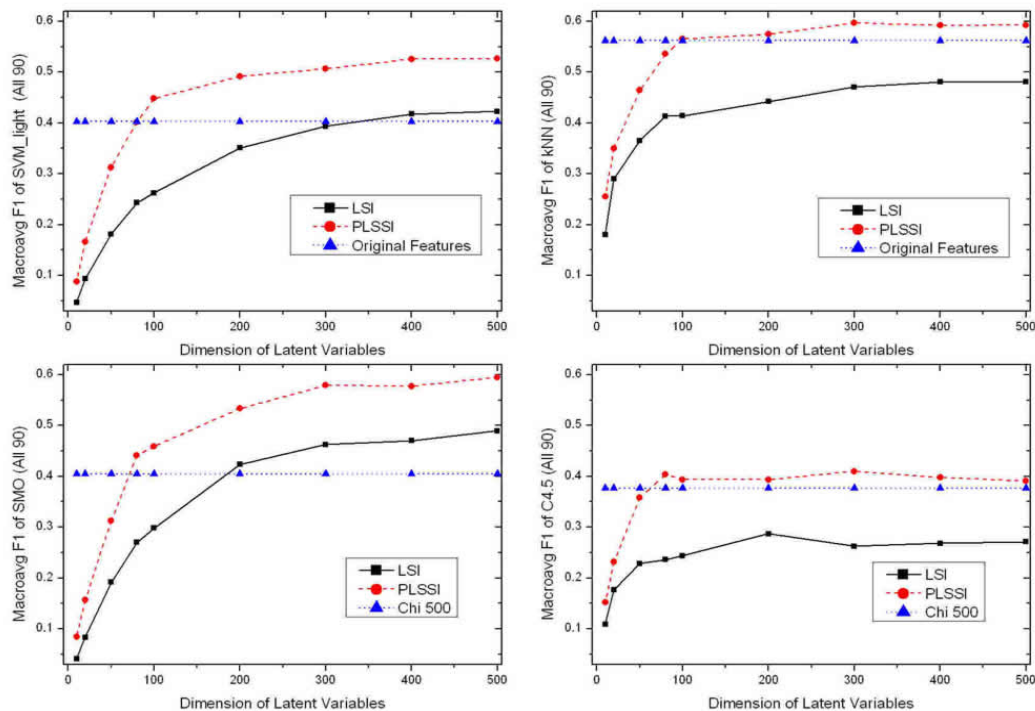 Macroavg F1 of SVM_light (All 90)
0.6
0.5
0.4
0.3
0.2
0.1
LSI
PLSSI
Original Features
0 100 200 300 400 500
Dimension of Latent Variables
Macroavg F1 of kNN (All 90)
0.6
0.5
0.4
0.3
0.2
0.1
LSI
PLSSI
Original Features
0 100 200 300 400 500
Dimension of Latent Variables
Macroavg F1 of SMO (All 90)
0.6
0.5
0.4
0.3
0.2
0.1
LSI
PLSSI
Chi 500
0 100 200 300 400 500
Dimension of Latent Variables
Macroavg F1 of C4.5 (All 90)
0.6
0.5
0.4
0.3
0.2
0.1
LSI
PLSSI
Chi 500
0 100 200 300 400 500
Dimension of Latent Variables